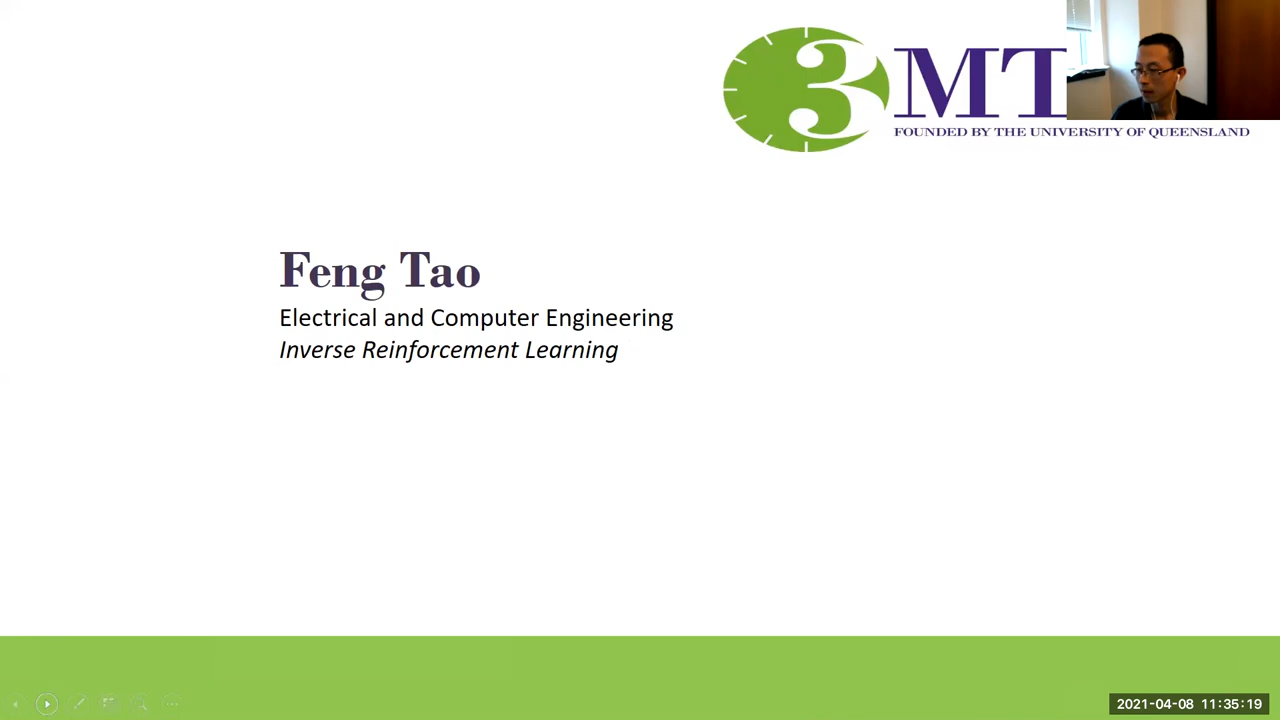 3MT
FOUNDED BY THE UNIVERSITY OF QUEENSLAND
Feng Tao
Electrical and Computer Engineering
Inverse Reinforcement Learning
2021-04-08 11:35:19